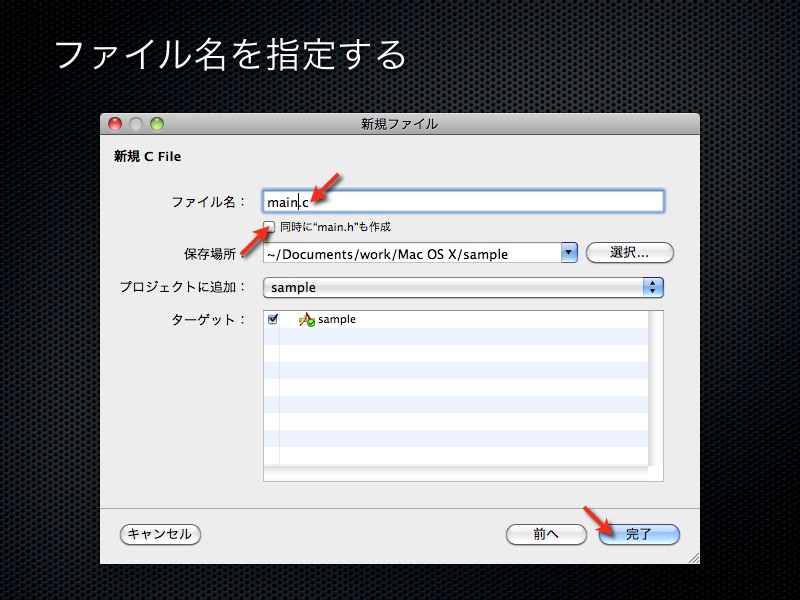 ファイル名を指定する
新規ファイル
新規 C File
ファイル名：
main.c
同時に“main.h”も作成
保存場所：
~/Documents/work/Mac OS X/sample
選択...
プロジェクトに追加：
sample
ターゲット：
sample
キャンセル
前へ
完了